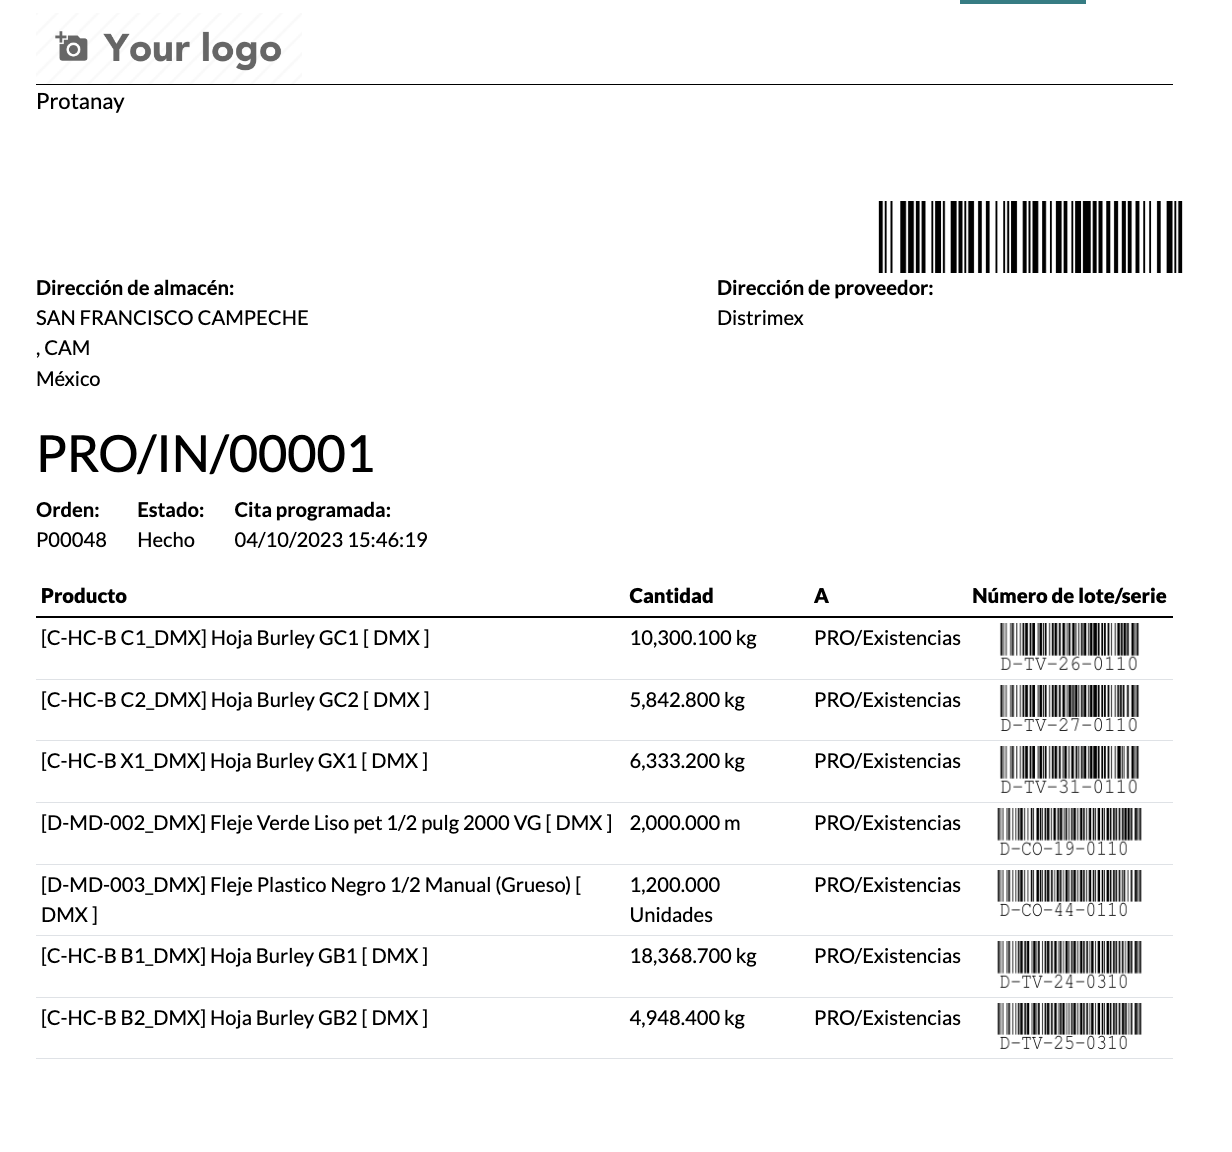 Your logo
Protanay
Dirección de almacén:
SAN FRANCISCO CAMPECHE
, CAM
México
Dirección de proveedor:
Distrimex
PRO/IN/00001
Orden: Estado: Cita programada:
P00048 Hecho 04/10/2023 15:46:19
Producto Cantidad A Número de lote/serie
[C-HC-B C1_DMX] Hoja Burley GC1 [ DMX ] 10,300.100 kg PRO/Existencias
D-TV-26-0110
[C-HC-B C2_DMX] Hoja Burley GC2 [ DMX ] 5,842.800 kg PRO/Existencias
D-TV-27-0110
[C-HC-B X1_DMX] Hoja Burley GX1 [ DMX ] 6,333.200 kg PRO/Existencias
D-TV-31-0110
[D-MD-002_DMX] Fleje Verde Liso pet 1/2 pulg 2000 VG [ DMX ] 2,000.000 m PRO/Existencias
D-CO-19-0110
[D-MD-003_DMX] Fleje Plastico Negro 1/2 Manual (Grueso) [ 1,200.000 PRO/Existencias
DMX ] Unidades D-CO-44-0110
[C-HC-B B1_DMX] Hoja Burley GB1 [ DMX ] 18,368.700 kg PRO/Existencias
D-TV-24-0310
[C-HC-B B2_DMX] Hoja Burley GB2 [ DMX ] 4,948.400 kg PRO/Existencias
D-TV-25-0310